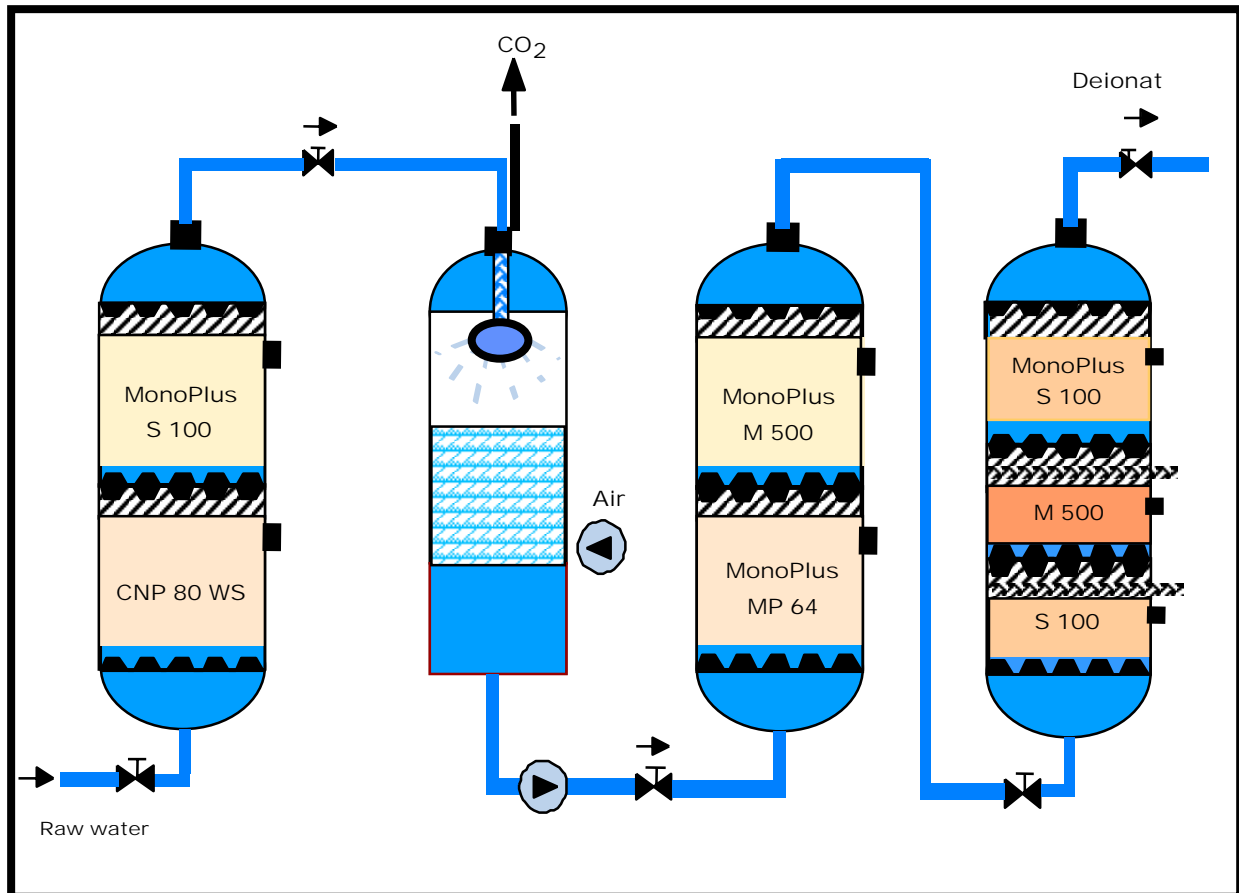 CO2
Deionat
MonoPlus
S 100
CNP 80 WS
Air
MonoPlus
M 500
MonoPlus
MP 64
MonoPlus
S 100
M 500
S 100
Raw water